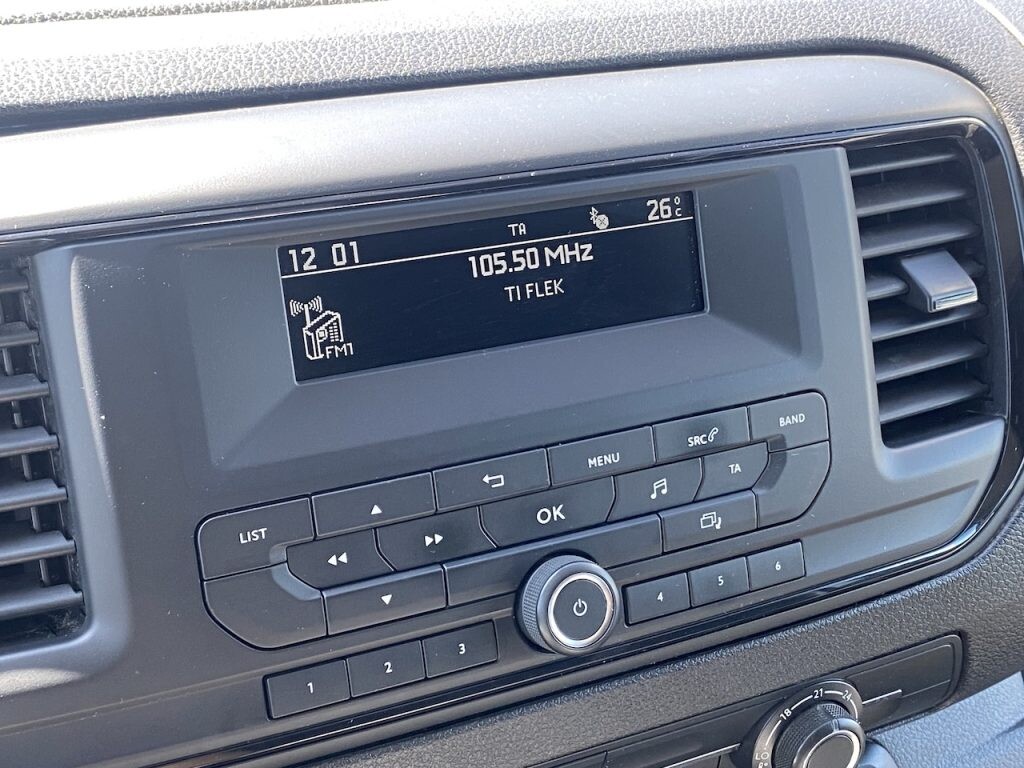 12 01 TA 26°C
105.50 MHz
TI FLEK
FM1
BAND
SRC
MENU
TA
OK
LIST
4 5 6
1 2 3
18 21 24
LO